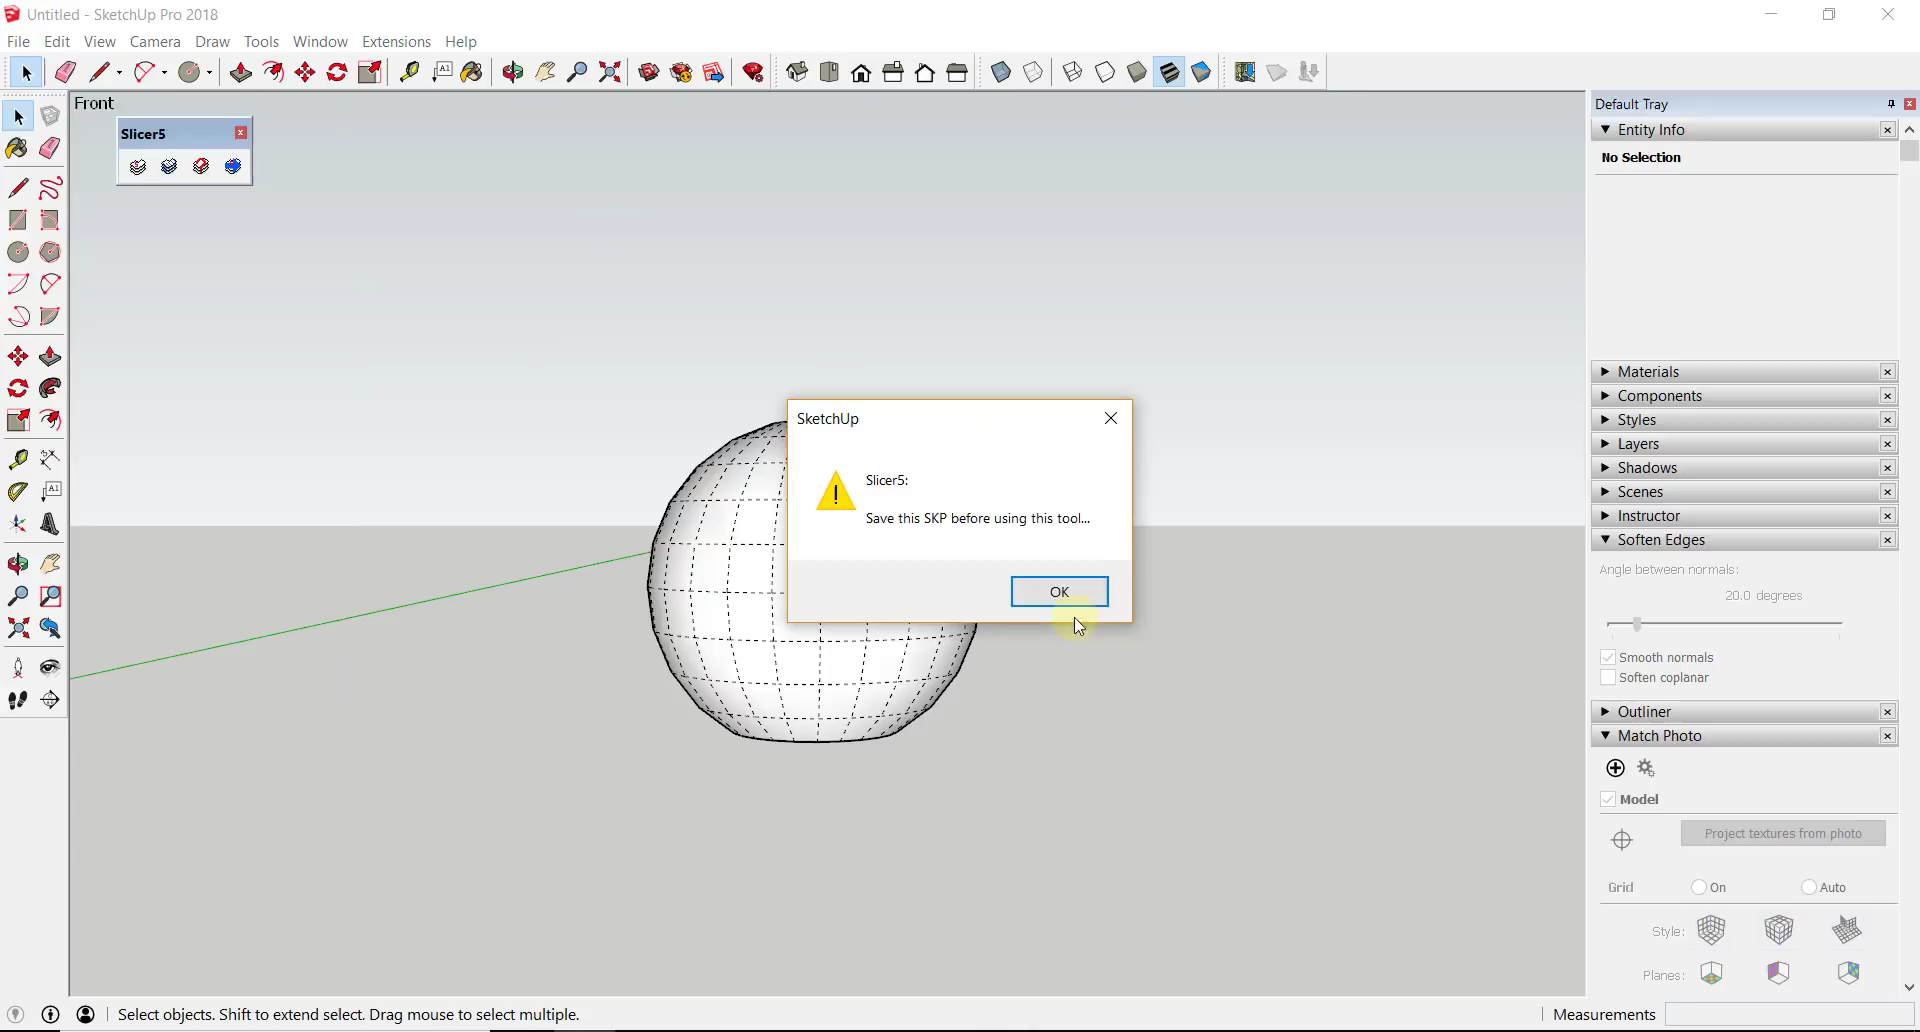 Untitled - SketchUp Pro 2018
File Edit View Camera Draw Tools Window Extensions Help
Front
Slicer5
SketchUp
Slicer5:
Save this SKP before using this tool...
OK
Default Tray
Entity Info
No Selection
Materials
Components
Styles
Layers
Shadows
Scenes
Instructor
Soften Edges
Angle between normals:
20.0 degrees
Smooth normals
Soften coplanar
Outliner
Match Photo
Model
Project textures from photo
Grid On Auto
Style:
Planes:
A1
A1
Select objects. Shift to extend select. Drag mouse to select multiple.
Measurements